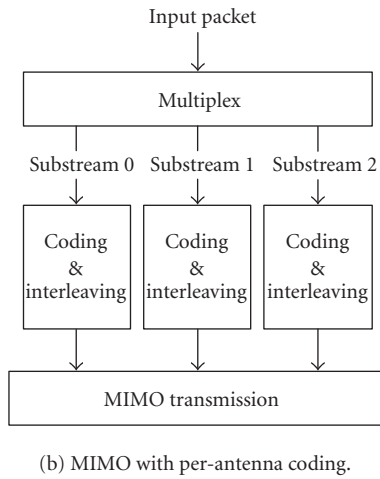 Input packet
Multiplex
Substream 0 Substream 1 Substream 2
Coding Coding Coding
& & &
interleaving interleaving interleaving
MIMO transmission
(b) MIMO with per-antenna coding.